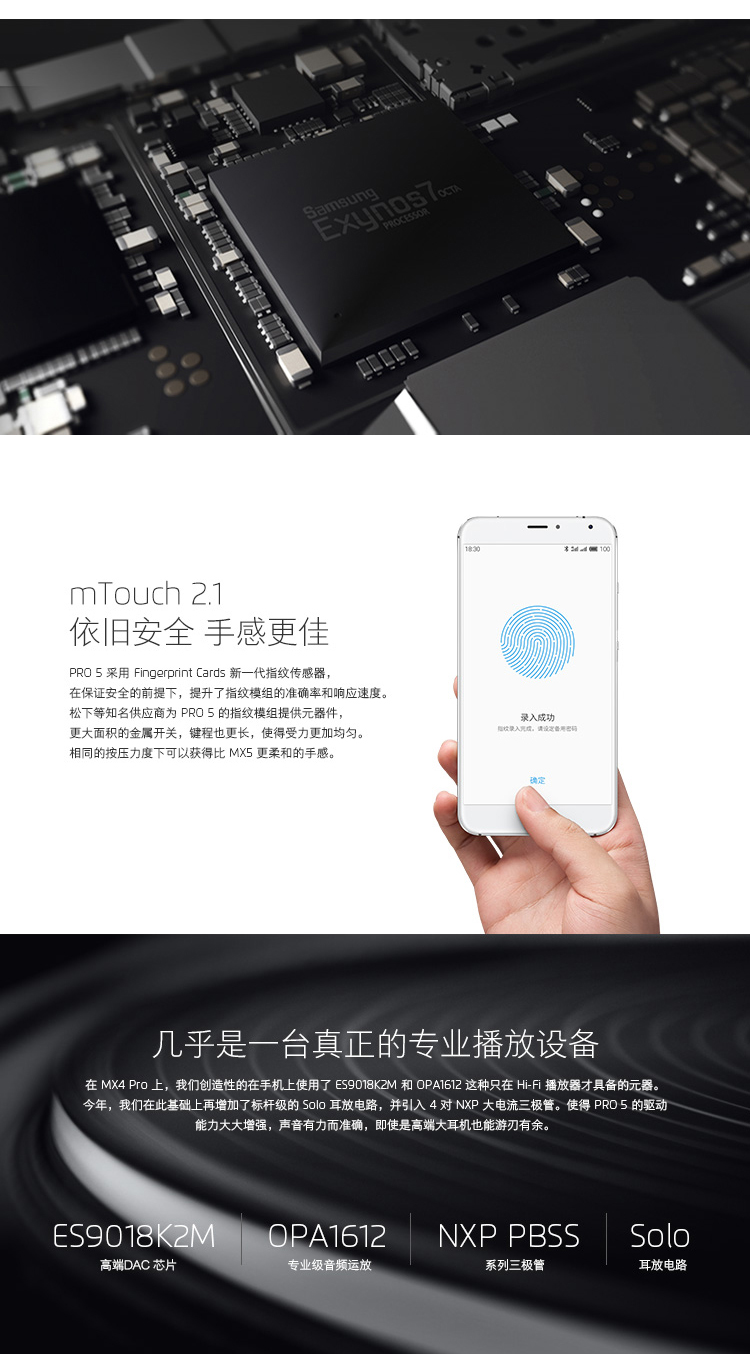 Samsung
Exynos7 OCTA
PROCESSOR
mTouch 2.1
依旧安全 手感更佳
PRO 5 采用 Fingerprint Cards 新一代指纹传感器，
在保证安全的前提下，提升了指纹模组的准确率和响应速度。
松下等知名供应商为 PRO 5 的指纹模组提供元器件，
更大面积的金属开关，键程也更长，使得受力更加均匀。
相同的按压力度下可以获得比 MX5 更柔和的手感。
18:30
100
录入成功
指纹录入完成，请设定备用密码
确定
几乎是一台真正的专业播放设备
在 MX4 Pro 上，我们创造性的在手机上使用了 ES9018K2M 和 OPA1612 这种只在 Hi-Fi 播放器才具备的元器。
今年，我们在此基础上再增加了标杆级的 Solo 耳放电路，并引入 4 对 NXP 大电流三极管。使得 PRO 5 的驱动
能力大大增强，声音有力而准确，即使是高端大耳机也能游刃有余。
ES9018K2M
高端DAC 芯片
OPA1612
专业级音频运放
NXP PBSS
系列三极管
Solo
耳放电路